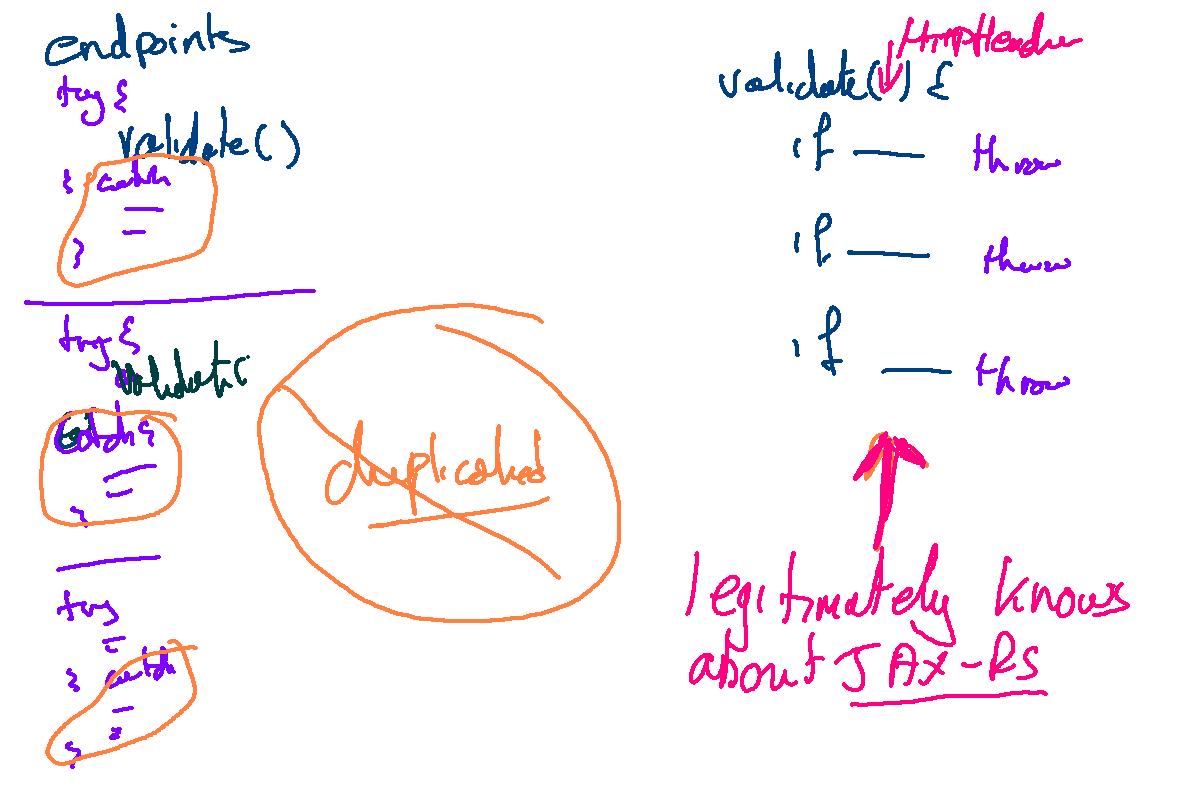 endpoints
try {
validate()
} catch
}
try {
validate(
catch {
}
try
} catch
}
duplicated
HttpHeader
validate() {
if throw
if throw
if throw
legitimately knows
about JAX-RS